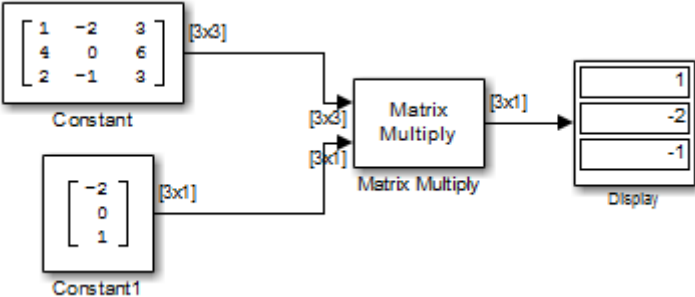 1 -2 3
4 0 6
2 -1 3
[3x3]
Constant
-2
0
1
[3x1]
Constant1
[3x3]
[3x1]
Matrix
Multiply
Matrix Multiply
[3x1]
1
-2
-1
Display